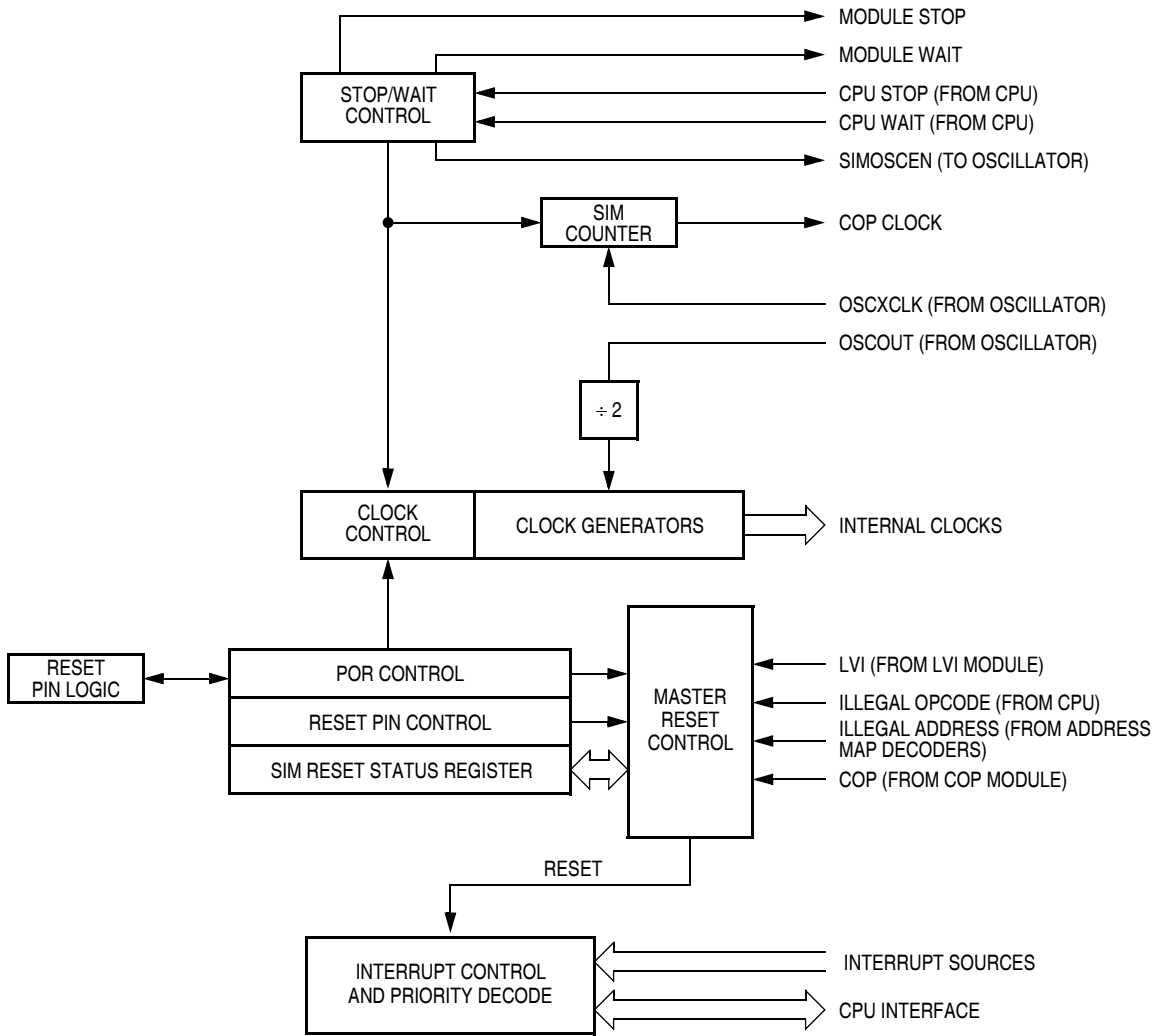 MODULE STOP
MODULE WAIT
STOP/WAIT
CONTROL
CPU STOP (FROM CPU)
CPU WAIT (FROM CPU)
SIMOSCEN (TO OSCILLATOR)
SIM
COUNTER
COP CLOCK
OSCXCLK (FROM OSCILLATOR)
OSCOUT (FROM OSCILLATOR)
÷ 2
CLOCK
CONTROL
CLOCK GENERATORS
INTERNAL CLOCKS
RESET
PIN LOGIC
POR CONTROL
RESET PIN CONTROL
SIM RESET STATUS REGISTER
MASTER
RESET
CONTROL
LVI (FROM LVI MODULE)
ILLEGAL OPCODE (FROM CPU)
ILLEGAL ADDRESS (FROM ADDRESS
MAP DECODERS)
COP (FROM COP MODULE)
RESET
INTERRUPT CONTROL
AND PRIORITY DECODE
INTERRUPT SOURCES
CPU INTERFACE